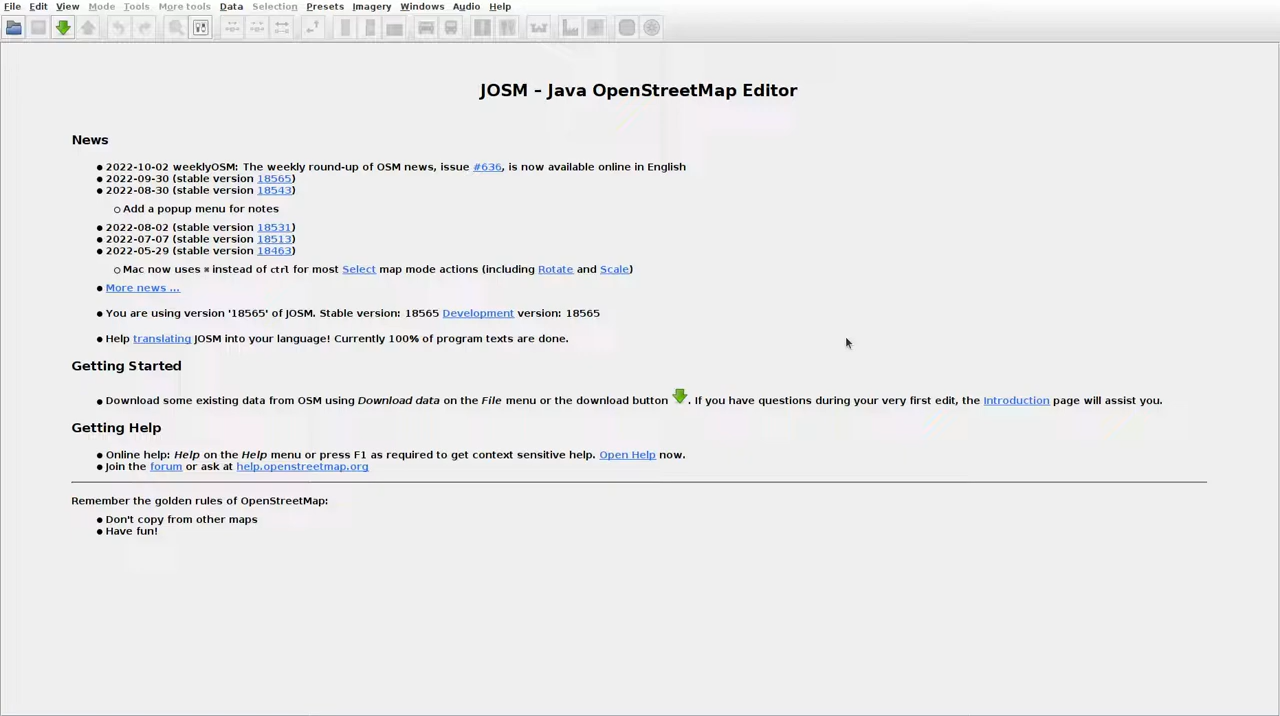 File Edit View Mode Tools More tools Data Selection Presets Imagery Windows Audio Help
JOSM – Java OpenStreetMap Editor
News
● 2022-10-02 weeklyOSM: The weekly round-up of OSM news, issue #636, is now available online in English
● 2022-09-30 (stable version 18565)
● 2022-08-30 (stable version 18543)
○ Add a popup menu for notes
● 2022-08-02 (stable version 18531)
● 2022-07-07 (stable version 18513)
● 2022-05-29 (stable version 18463)
○ Mac now uses ⌘ instead of ctrl for most Select map mode actions (including Rotate and Scale)
● More news ...
● You are using version '18565' of JOSM. Stable version: 18565 Development version: 18565
● Help translating JOSM into your language! Currently 100% of program texts are done.
Getting Started
● Download some existing data from OSM using Download data on the File menu or the download button . If you have questions during your very first edit, the Introduction page will assist you.
Getting Help
● Online help: Help on the Help menu or press F1 as required to get context sensitive help. Open Help now.
● Join the forum or ask at help.openstreetmap.org
Remember the golden rules of OpenStreetMap:
● Don't copy from other maps
● Have fun!